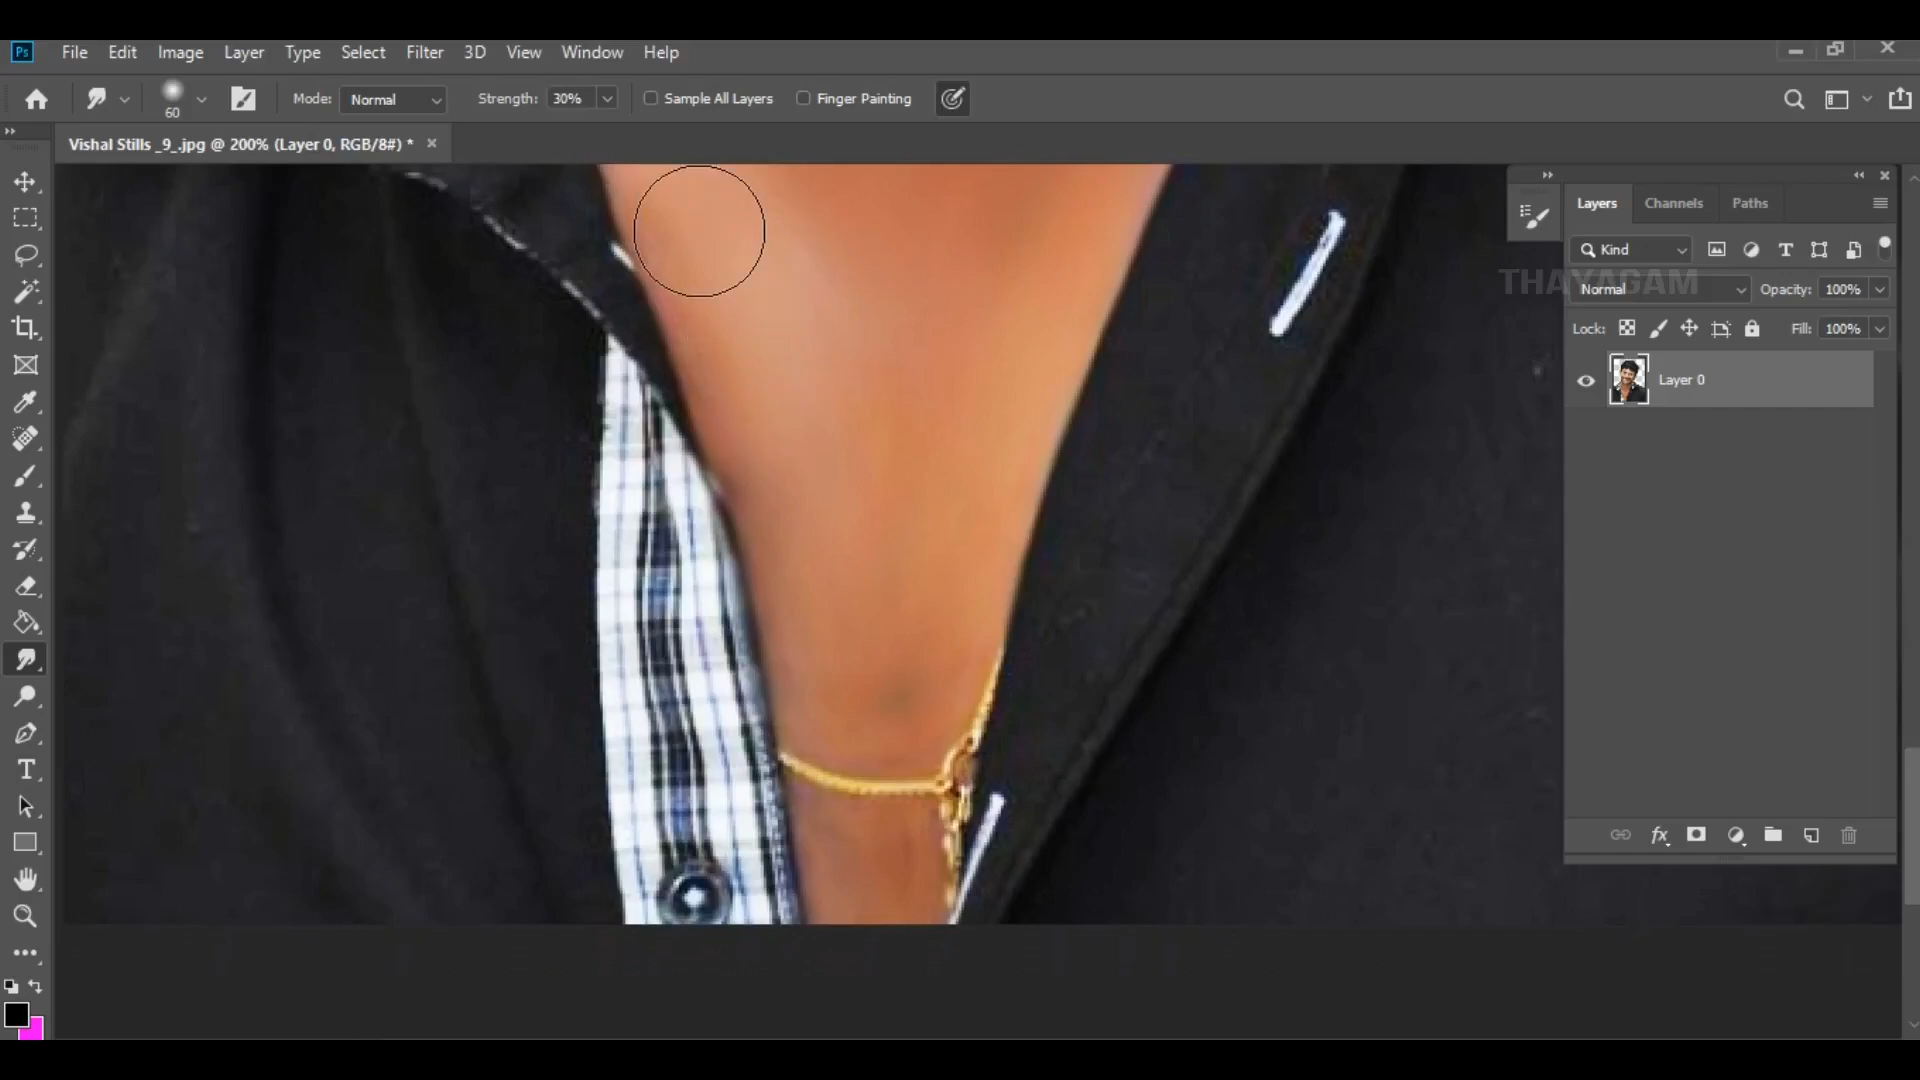 Ps File Edit Image Layer Type Select Filter 3D View Window Help
60 Mode: Normal Strength: 30% Sample All Layers Finger Painting
Vishal Stills _9_.jpg @ 200% (Layer 0, RGB/8#) *
Layers Channels Paths
Kind
THAYAGAM
Normal Opacity: 100%
Lock: Fill: 100%
Layer 0
fx